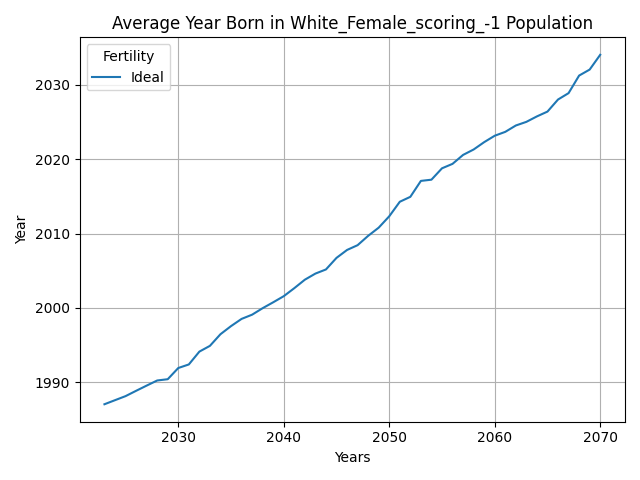 Average Year Born in White_Female_scoring_-1 Population
Fertility
Ideal
Year
2030
2020
2010
2000
1990
2030
2040
2050
2060
2070
Years